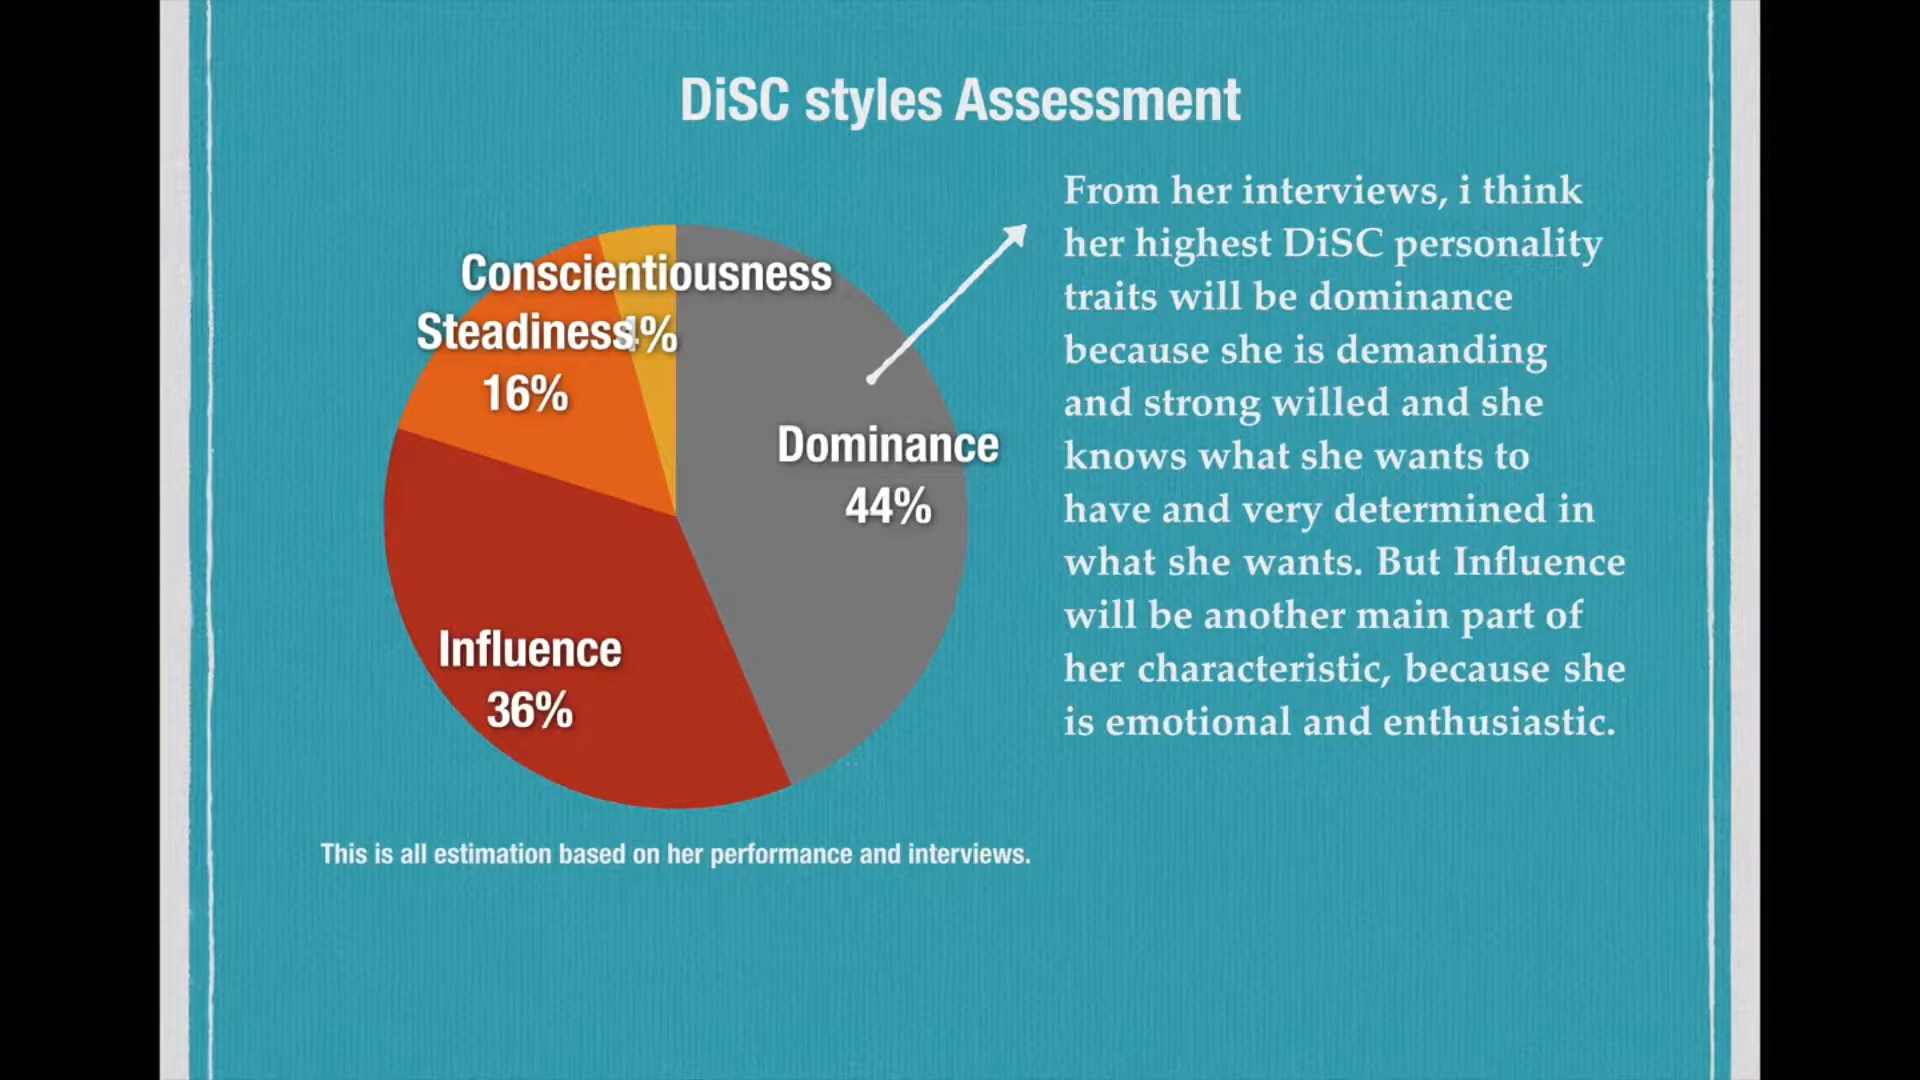 DiSC styles Assessment
From her interviews, i think
her highest DiSC personality
traits will be dominance
because she is demanding
and strong willed and she
knows what she wants to
have and very determined in
what she wants. But Influence
will be another main part of
her characteristic, because she
is emotional and enthusiastic.
Conscientiousness
4%
Steadiness
16%
Dominance
44%
Influence
36%
This is all estimation based on her performance and interviews.